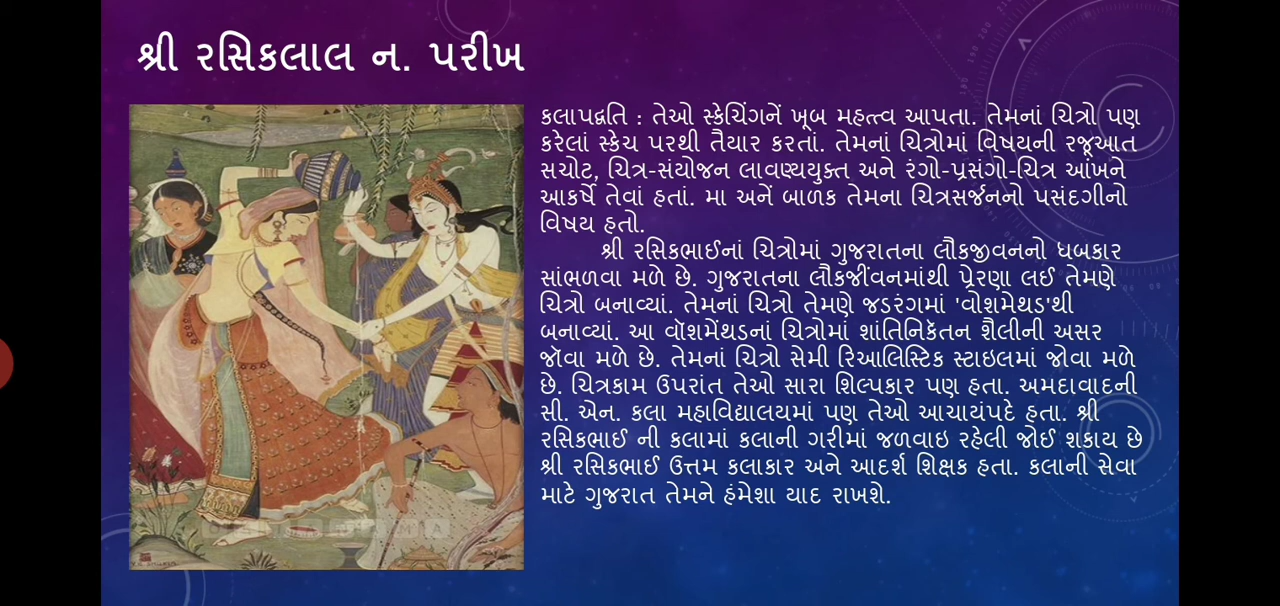 શ્રી રસિકલાલ ન. પરીખ
કલાપદ્વતિ : તેઓ સ્કેચિંગનેં ખૂબ મહત્ત્વ આપતા. તેમનાં ચિત્રો પણ
કરેલાં સ્કેચ પરથી તૈયાર કરતાં. તેમનાં ચિત્રોમાં વિષયની રજૂઆત
સચોટ, ચિત્ર-સંયોજન લાવણ્યયુક્ત અને રંગો-પ્રસંગો-ચિત્ર આંખને
આકર્ષે તેવાં હતાં. મા અનેં બાળક તેમના ચિત્રસર્જનનો પસંદગીનો
વિષય હતો.
શ્રી રસિકભાઈનાં ચિત્રોમાં ગુજરાતના લૌકજીવનનો ધબકાર
સાંભળવા મળે છે. ગુજરાતના લૌકજીંવનમાંથી પ્રેરણા લઈ તેમણે
ચિત્રો બનાવ્યાં. તેમનાં ચિત્રો તેમણે જડરંગમાં 'વોશમેથડ'થી
બનાવ્યાં. આ વૉશમેંથડનાં ચિત્રોમાં શાંતિનિકૅતન શૈલીની અસર
જૉવા મળે છે. તેમનાં ચિત્રો સેમી રિઆલિસ્ટિક સ્ટાઇલમાં જોવા મળે
છે. ચિત્રકામ ઉપરાંત તેઓ સારા શિલ્પકાર પણ હતા. અમદાવાદની
સી. એન. કલા મહાવિદ્યાલયમાં પણ તેઓ આચાયંપદે હતા. શ્રી
રસિકભાઈ ની કલામાં કલાની ગરીમાં જળવાઇ રહેલી જોઈ શકાય છે
શ્રી રસિકભાઈ ઉત્તમ કલાકાર અને આદર્શ શિક્ષક હતા. કલાની સેવા
માટે ગુજરાત તેમને હંમેશા યાદ રાખશે.